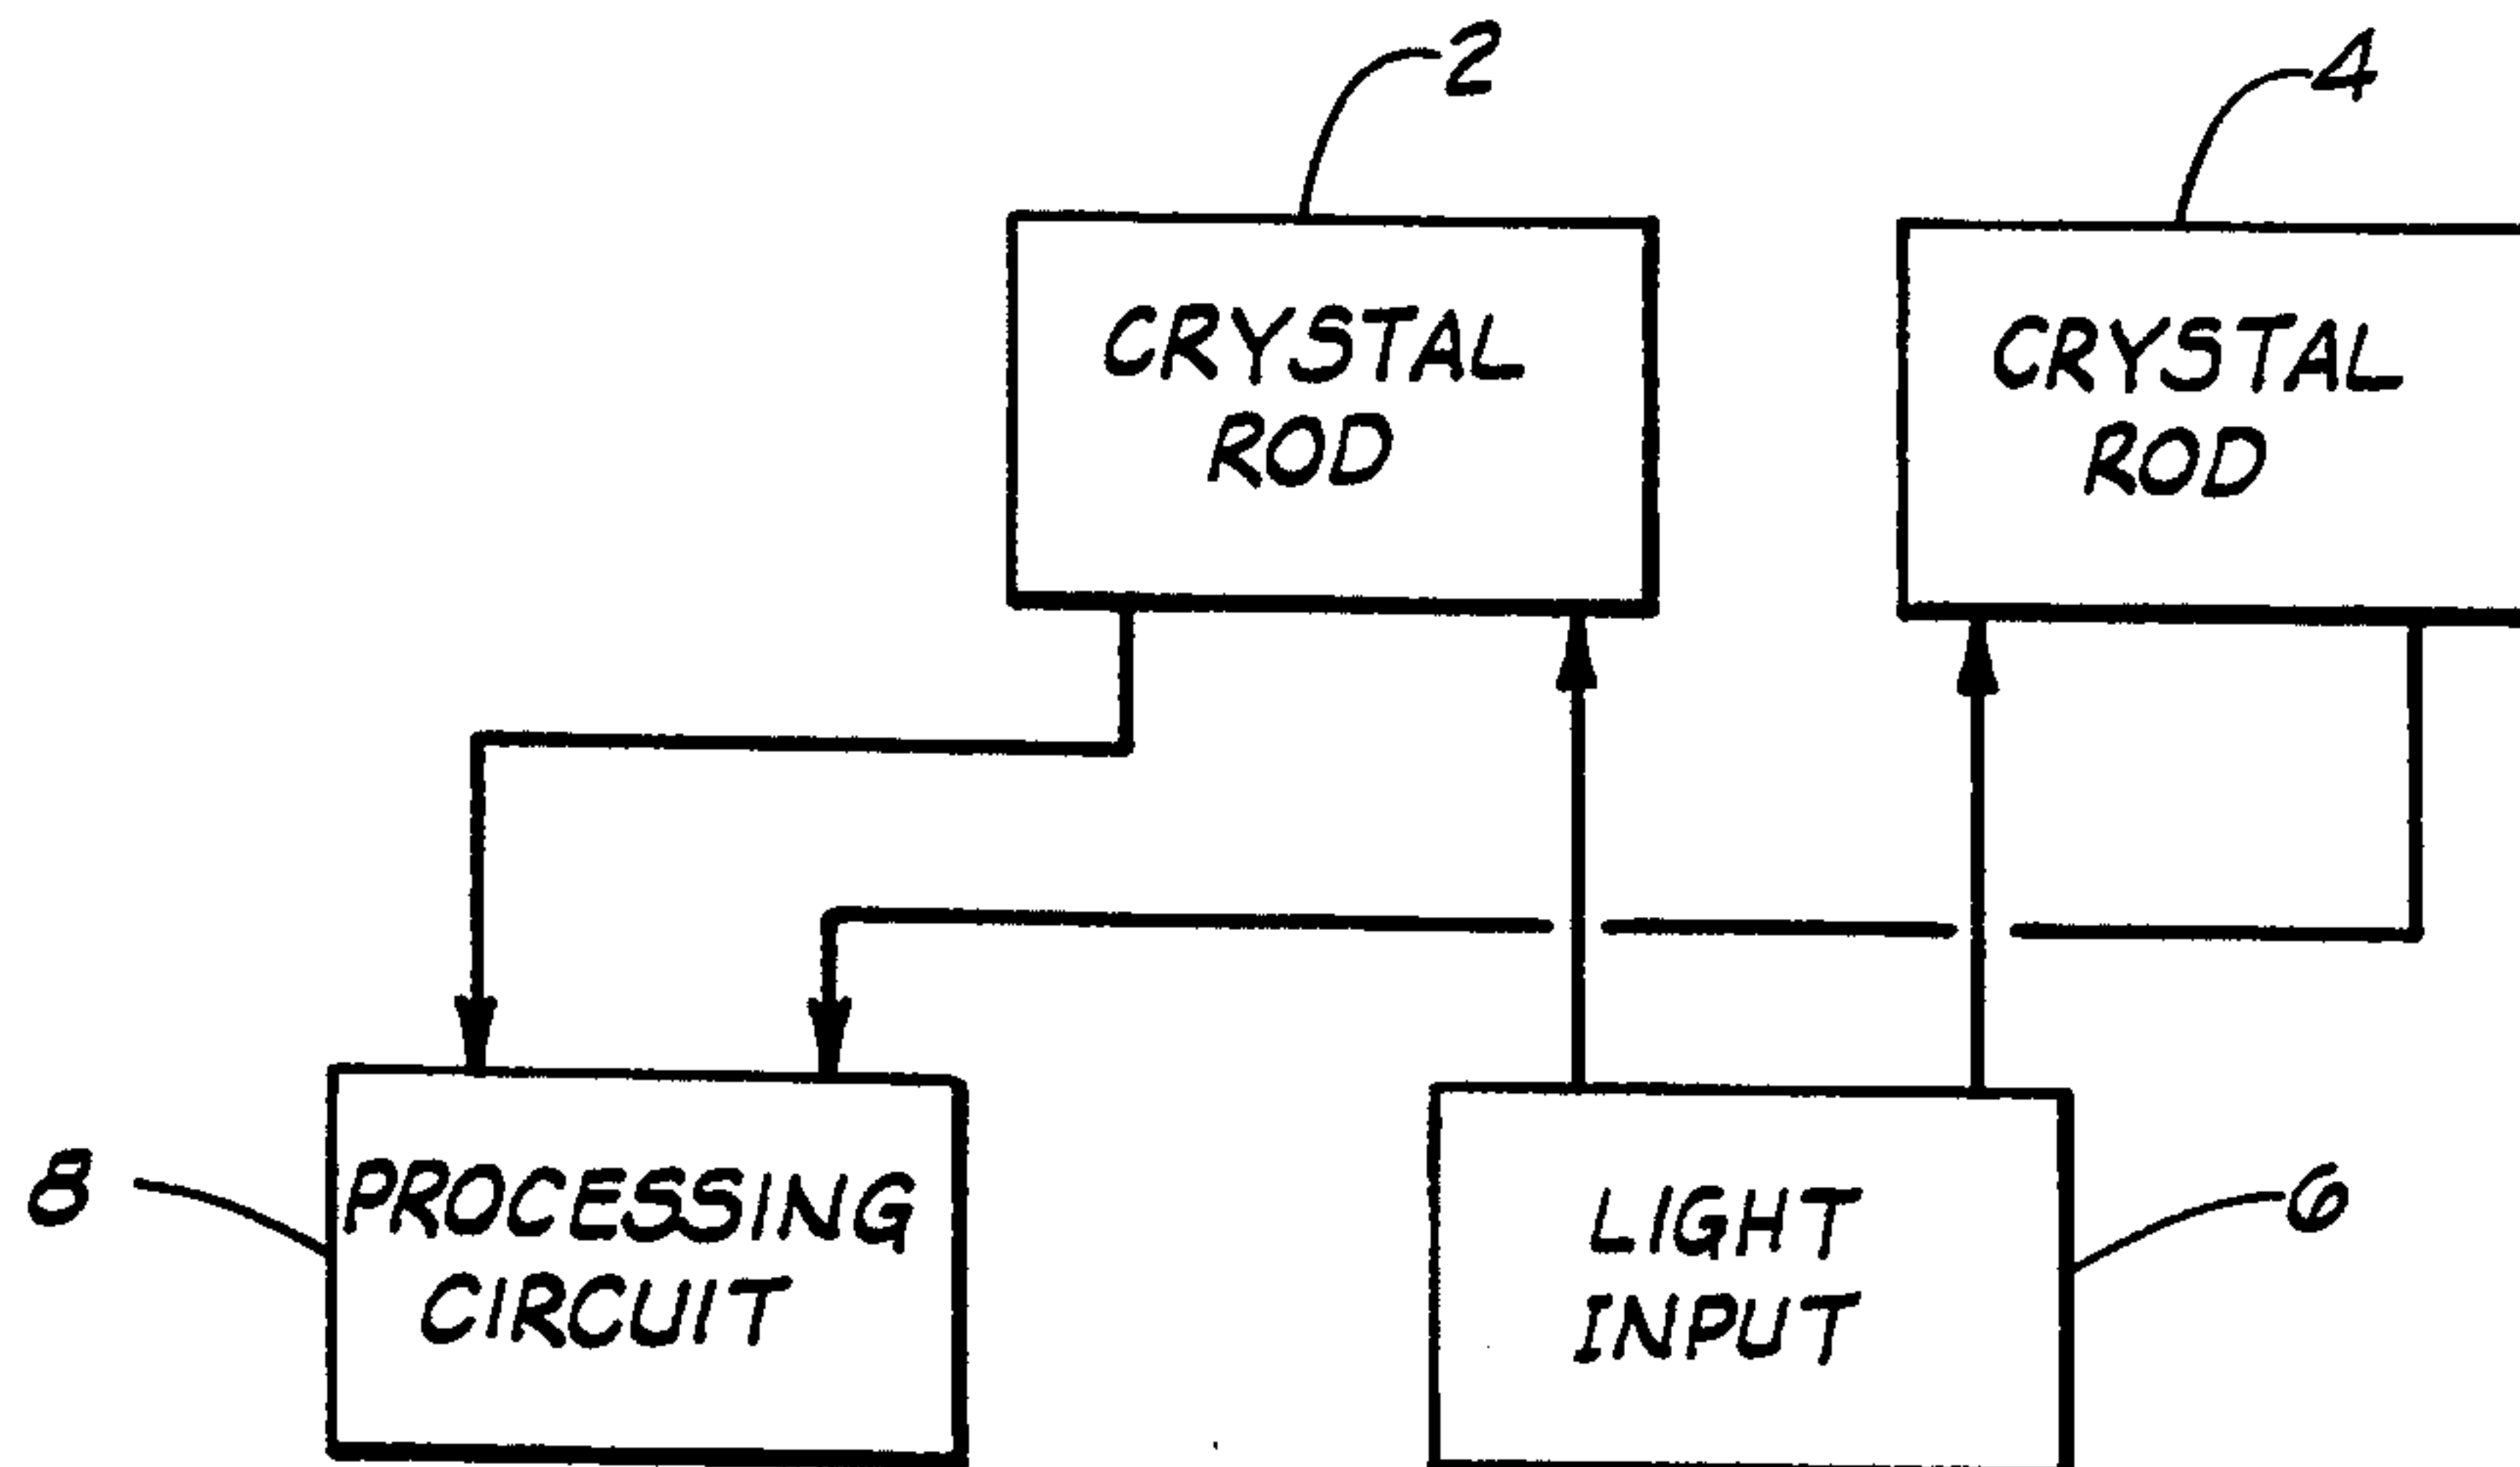 2
4
CRYSTAL
ROD
CRYSTAL
ROD
8
PROCESSING
CIRCUIT
LIGHT
INPUT
6